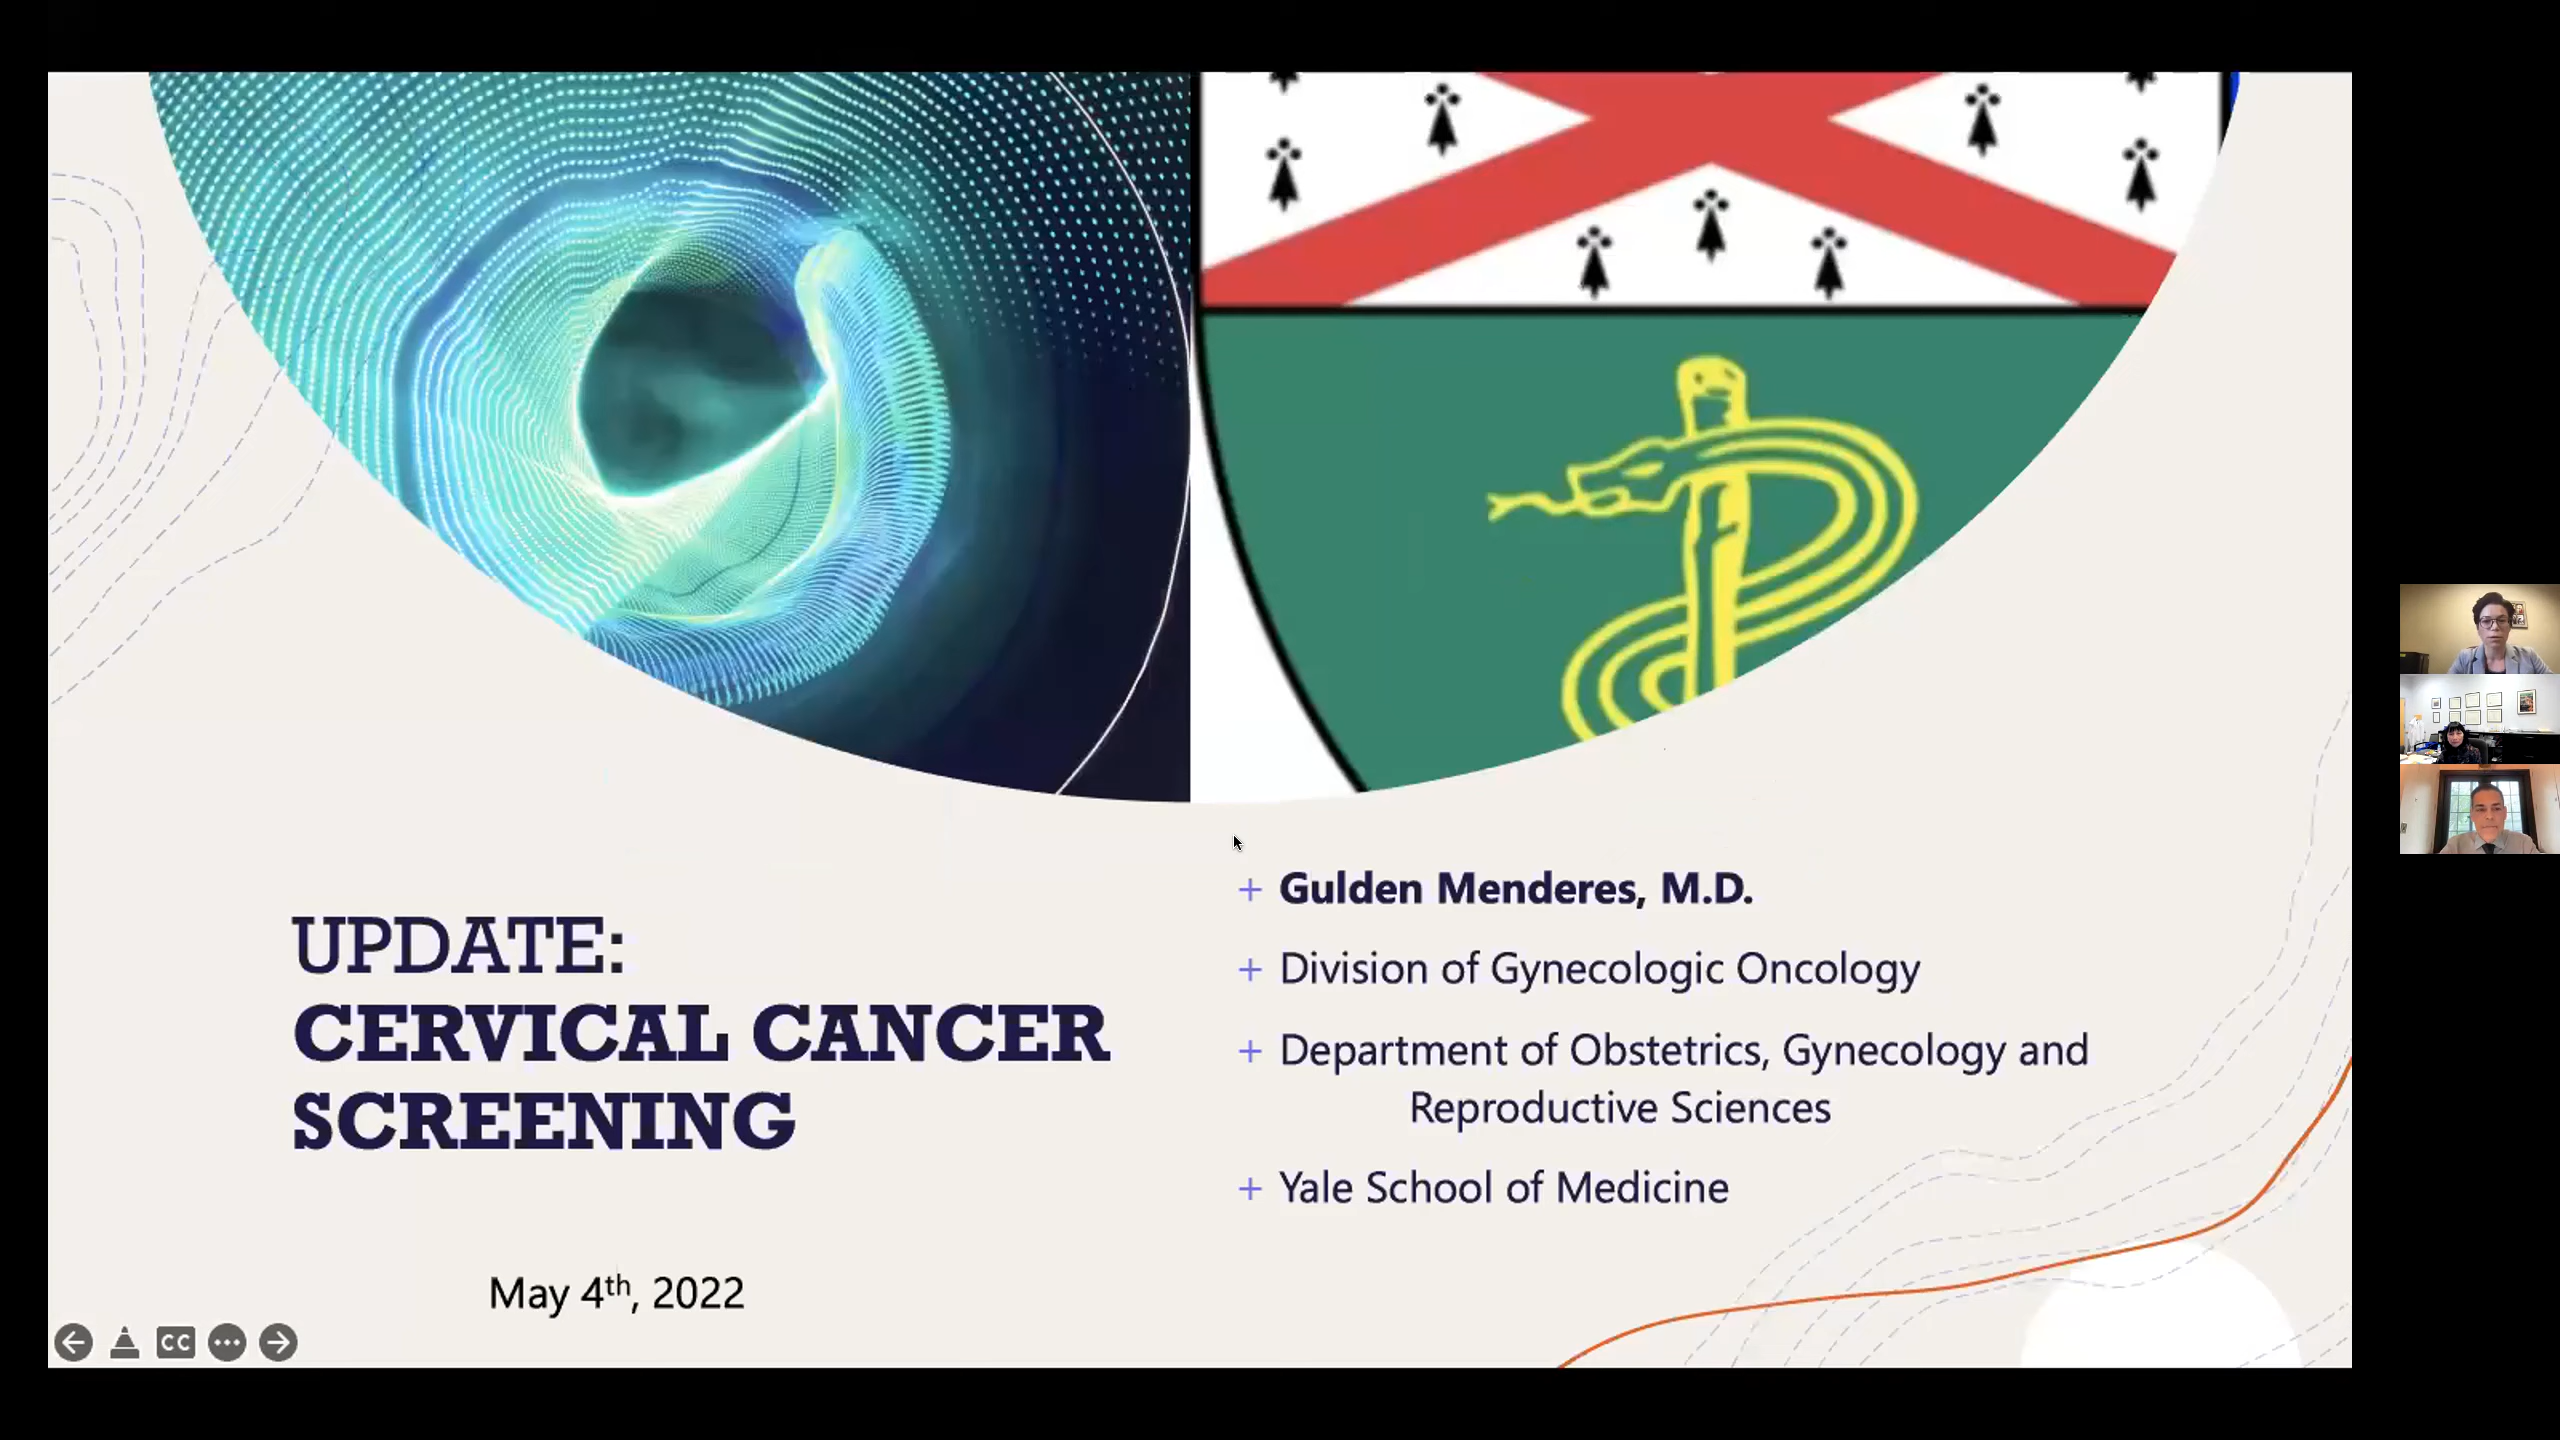 UPDATE:
CERVICAL CANCER
SCREENING
May 4th, 2022
+ Gulden Menderes, M.D.
+ Division of Gynecologic Oncology
+ Department of Obstetrics, Gynecology and
Reproductive Sciences
+ Yale School of Medicine
CC